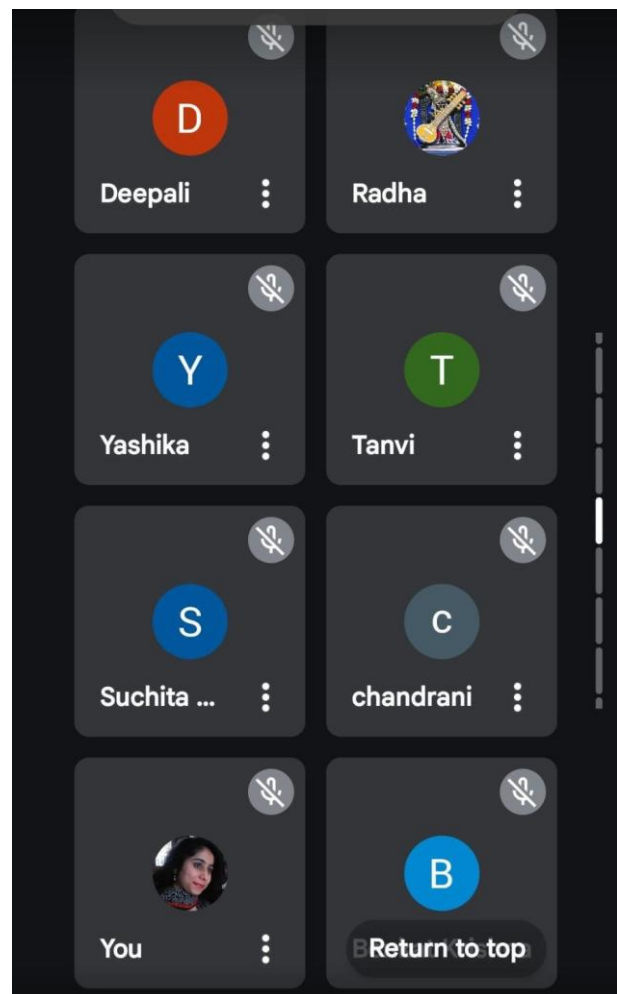 D
Deepali
Radha
Y
Yashika
T
Tanvi
S
Suchita ...
c
chandrani
You
B
Return to top